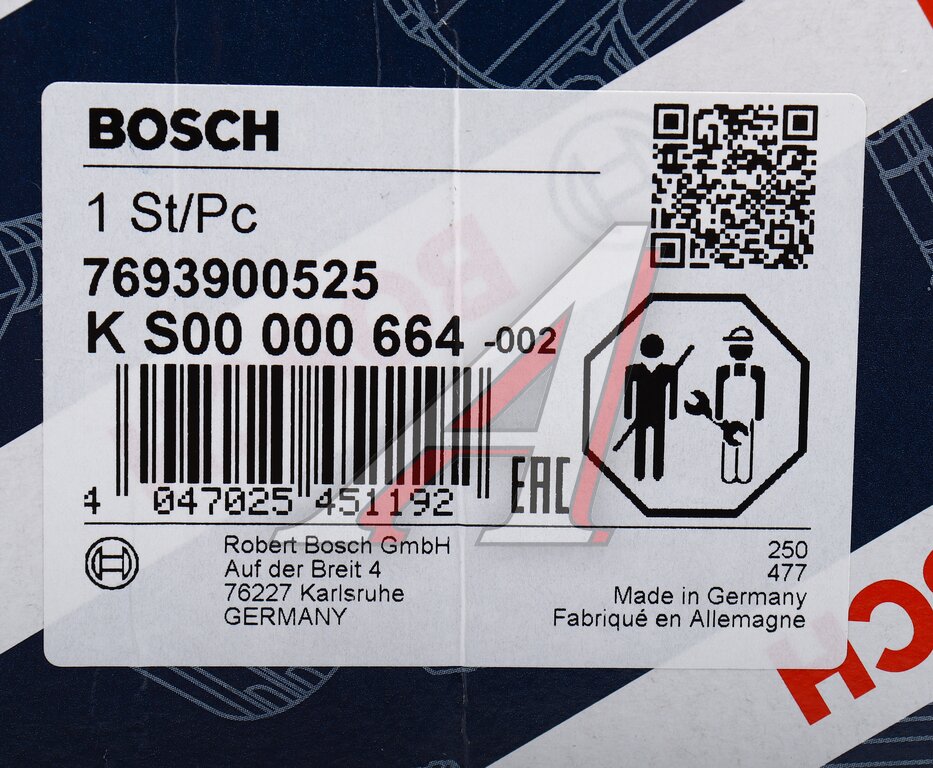 BOSCH
1 St/Pc
7693900525
K S00 000 664 -002
4 047025 451192
EAC
Robert Bosch GmbH
Auf der Breit 4
76227 Karlsruhe
GERMANY
250
477
Made in Germany
Fabriqué en Allemagne
BOSCH